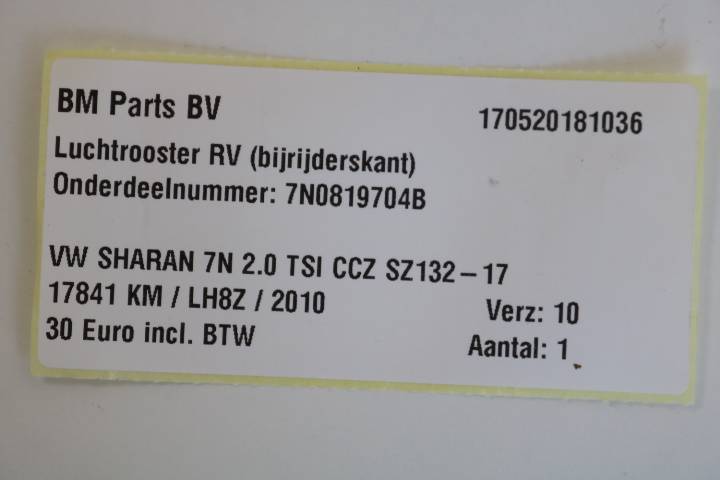 BM Parts BV 170520181036
Luchtrooster RV (bijrijderskant)
Onderdeelnummer: 7N0819704B
VW SHARAN 7N 2.0 TSI CCZ SZ132-17
17841 KM / LH8Z / 2010 Verz: 10
30 Euro incl. BTW Aantal: 1